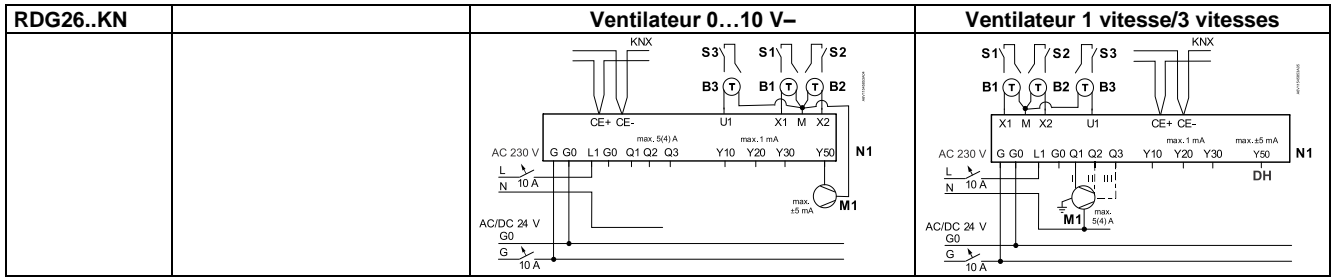 RDG26..KN Ventilateur 0…10 V– Ventilateur 1 vitesse/3 vitesses
KNX S3 S1 S2
B3 B1 B2
CE+ CE- U1 X1 M X2
max. 5(4) A max. 1 mA
AC 230 V G G0 L1 G0 Q1 Q2 Q3 Y10 Y20 Y30 Y50 N1
L
10 A
N
max. ±5 mA M1
AC/DC 24 V
G0
G
10 A
S1 S2 S3 KNX
B1 B2 B3
X1 M X2 U1 CE+ CE-
max. 1 mA max. ±5 mA
AC 230 V G G0 L1 G0 Q1 Q2 Q3 Y10 Y20 Y30 Y50 N1
DH
L
10 A
I II III
N
M1 max. 5(4) A
AC/DC 24 V
G0
G
10 A